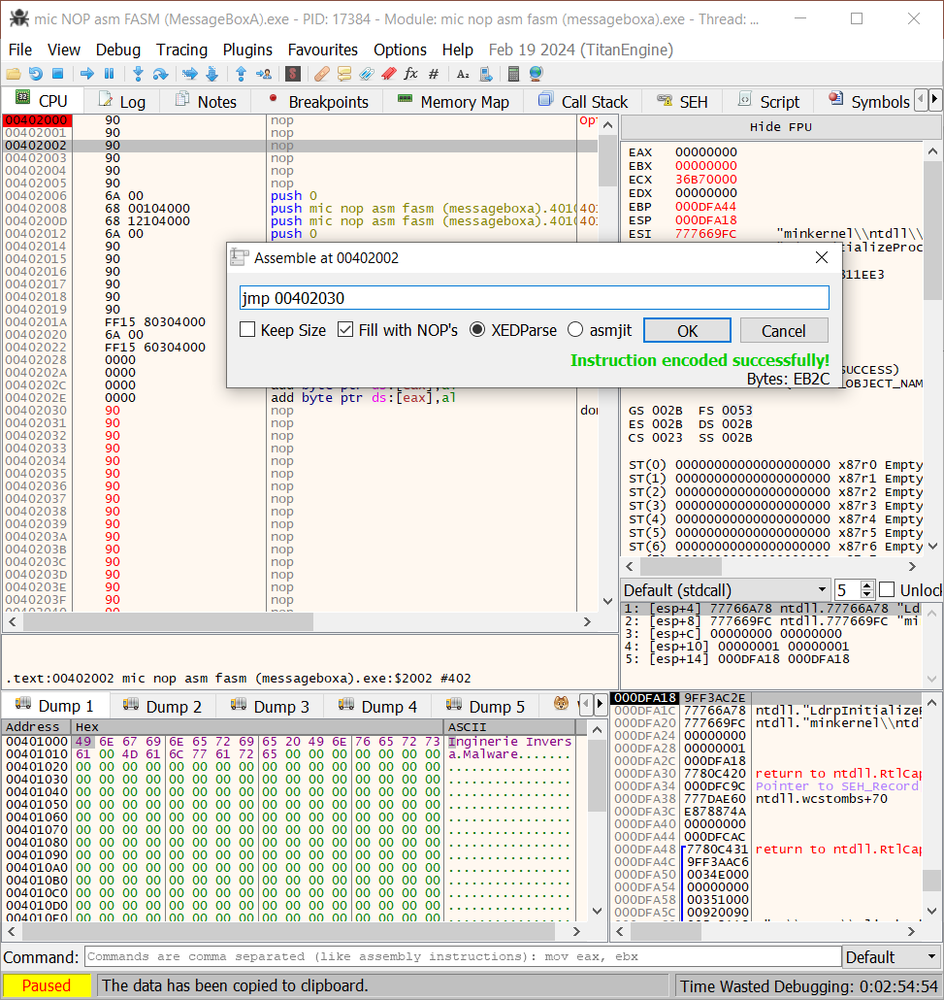 mic NOP asm FASM (MessageBoxA).exe - PID: 17384 - Module: mic nop asm fasm (messageboxa).exe - Thread: ...
File View Debug Tracing Plugins Favourites Options Help Feb 19 2024 (TitanEngine)
CPU Log Notes Breakpoints Memory Map Call Stack SEH Script Symbols
00402000 90 nop Opt
00402001 90 nop
00402002 90 nop
00402003 90 nop
00402004 90 nop
00402005 90 nop
00402006 6A 00 push 0
00402008 68 00104000 push mic nop asm fasm (messageboxa).4010
0040200D 68 12104000 push mic nop asm fasm (messageboxa).4010
00402012 6A 00 push 0
00402014 90
00402015 90
00402016 90
00402017 90
00402018 90
00402019 90
0040201A FF15 80304000
00402020 6A 00
00402022 FF15 60304000
00402028 0000
0040202A 0000
0040202C 0000
0040202E 0000 add byte ptr ds:[eax],al
00402030 90 nop
00402031 90 nop
00402032 90 nop
00402033 90 nop
00402034 90 nop
00402035 90 nop
00402036 90 nop
00402037 90 nop
00402038 90 nop
00402039 90 nop
0040203A 90 nop
0040203B 90 nop
0040203C 90 nop
0040203D 90 nop
0040203E 90 nop
0040203F 90 nop
Hide FPU
EAX 00000000
EBX 00000000
ECX 36B70000
EDX 00000000
EBP 000DFA44
ESP 000DFA18
ESI 777669FC "minkernel\\ntdll\\
Assemble at 00402002
jmp 00402030
Keep Size Fill with NOP's XEDParse asmjit OK Cancel
Instruction encoded successfully!
Bytes: EB2C
GS 002B FS 0053
ES 002B DS 002B
CS 0023 SS 002B
ST(0) 00000000000000000000 x87r0 Empty
ST(1) 00000000000000000000 x87r1 Empty
ST(2) 00000000000000000000 x87r2 Empty
ST(3) 00000000000000000000 x87r3 Empty
ST(4) 00000000000000000000 x87r4 Empty
ST(5) 00000000000000000000 x87r5 Empty
ST(6) 00000000000000000000 x87r6 Empty
Default (stdcall) 5 Unlock
1: [esp+4] 77766A78 ntdll.77766A78 "Ld
2: [esp+8] 777669FC ntdll.777669FC "mi
3: [esp+C] 00000000 00000000
4: [esp+10] 00000001 00000001
5: [esp+14] 000DFA18 000DFA18
.text:00402002 mic nop asm fasm (messageboxa).exe:$2002 #402
Dump 1 Dump 2 Dump 3 Dump 4 Dump 5
Address Hex ASCII
00401000 49 6E 67 69 6E 65 72 69 65 20 49 6E 76 65 72 73 Inginerie Invers
00401010 61 00 4D 61 6C 77 61 72 65 00 00 00 00 00 00 00 a.Malware.......
00401020 00 00 00 00 00 00 00 00 00 00 00 00 00 00 00 00 ................
00401030 00 00 00 00 00 00 00 00 00 00 00 00 00 00 00 00 ................
00401040 00 00 00 00 00 00 00 00 00 00 00 00 00 00 00 00 ................
00401050 00 00 00 00 00 00 00 00 00 00 00 00 00 00 00 00 ................
00401060 00 00 00 00 00 00 00 00 00 00 00 00 00 00 00 00 ................
00401070 00 00 00 00 00 00 00 00 00 00 00 00 00 00 00 00 ................
00401080 00 00 00 00 00 00 00 00 00 00 00 00 00 00 00 00 ................
00401090 00 00 00 00 00 00 00 00 00 00 00 00 00 00 00 00 ................
004010A0 00 00 00 00 00 00 00 00 00 00 00 00 00 00 00 00 ................
004010B0 00 00 00 00 00 00 00 00 00 00 00 00 00 00 00 00 ................
004010C0 00 00 00 00 00 00 00 00 00 00 00 00 00 00 00 00 ................
004010D0 00 00 00 00 00 00 00 00 00 00 00 00 00 00 00 00 ................
004010E0 00 00 00 00 00 00 00 00 00 00 00 00 00 00 00 00 ................
000DFA18 9FF3AC2E
000DFA1C 77766A78 ntdll."LdrpInitializeP
000DFA20 777669FC ntdll."minkernel\\ntd
000DFA24 00000000
000DFA28 00000001
000DFA2C 000DFA18
000DFA30 7780C420 return to ntdll.RtlCap
000DFA34 000DFC9C Pointer to SEH_Record
000DFA38 777DAE60 ntdll.wcstombs+70
000DFA3C E878874A
000DFA40 00000000
000DFA44 000DFCAC
000DFA48 7780C431 return to ntdll.RtlCap
000DFA4C 9FF3AAC6
000DFA50 0034E000
000DFA54 00000000
000DFA58 00351000
000DFA5C 00920090
Command: Commands are comma separated (like assembly instructions): mov eax, ebx Default
Paused The data has been copied to clipboard. Time Wasted Debugging: 0:02:54:54